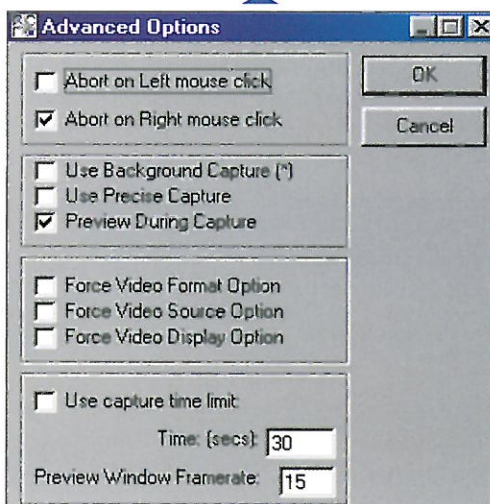 Advanced Options
Abort on Left mouse click
OK
Abort on Right mouse click
Cancel
Use Background Capture (*)
Use Precise Capture
Preview During Capture
Force Video Format Option
Force Video Source Option
Force Video Display Option
Use capture time limit:
Time: (secs): 30
Preview Window Framerate: 15